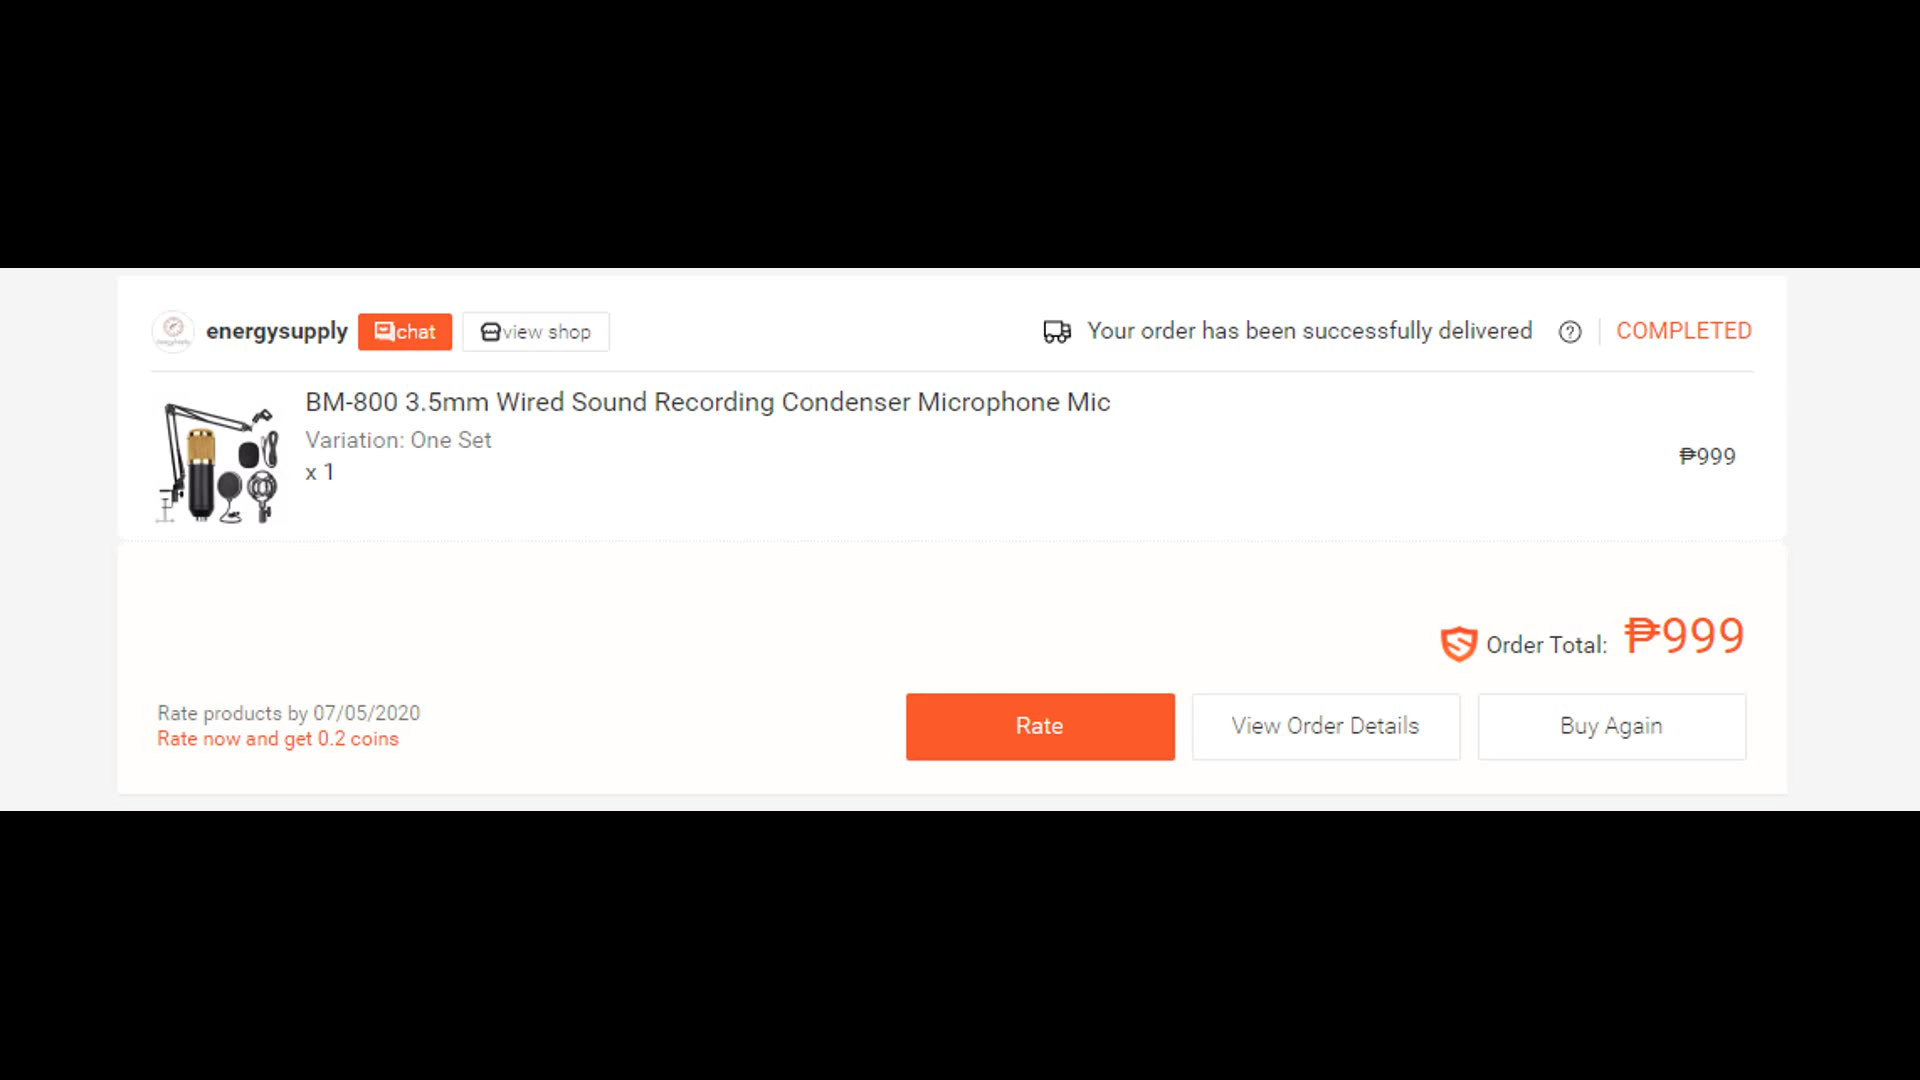 energysupply chat view shop Your order has been successfully delivered COMPLETED
BM-800 3.5mm Wired Sound Recording Condenser Microphone Mic
Variation: One Set
₱999
x 1
Order Total: ₱999
Rate products by 07/05/2020
Rate now and get 0.2 coins
Rate View Order Details Buy Again